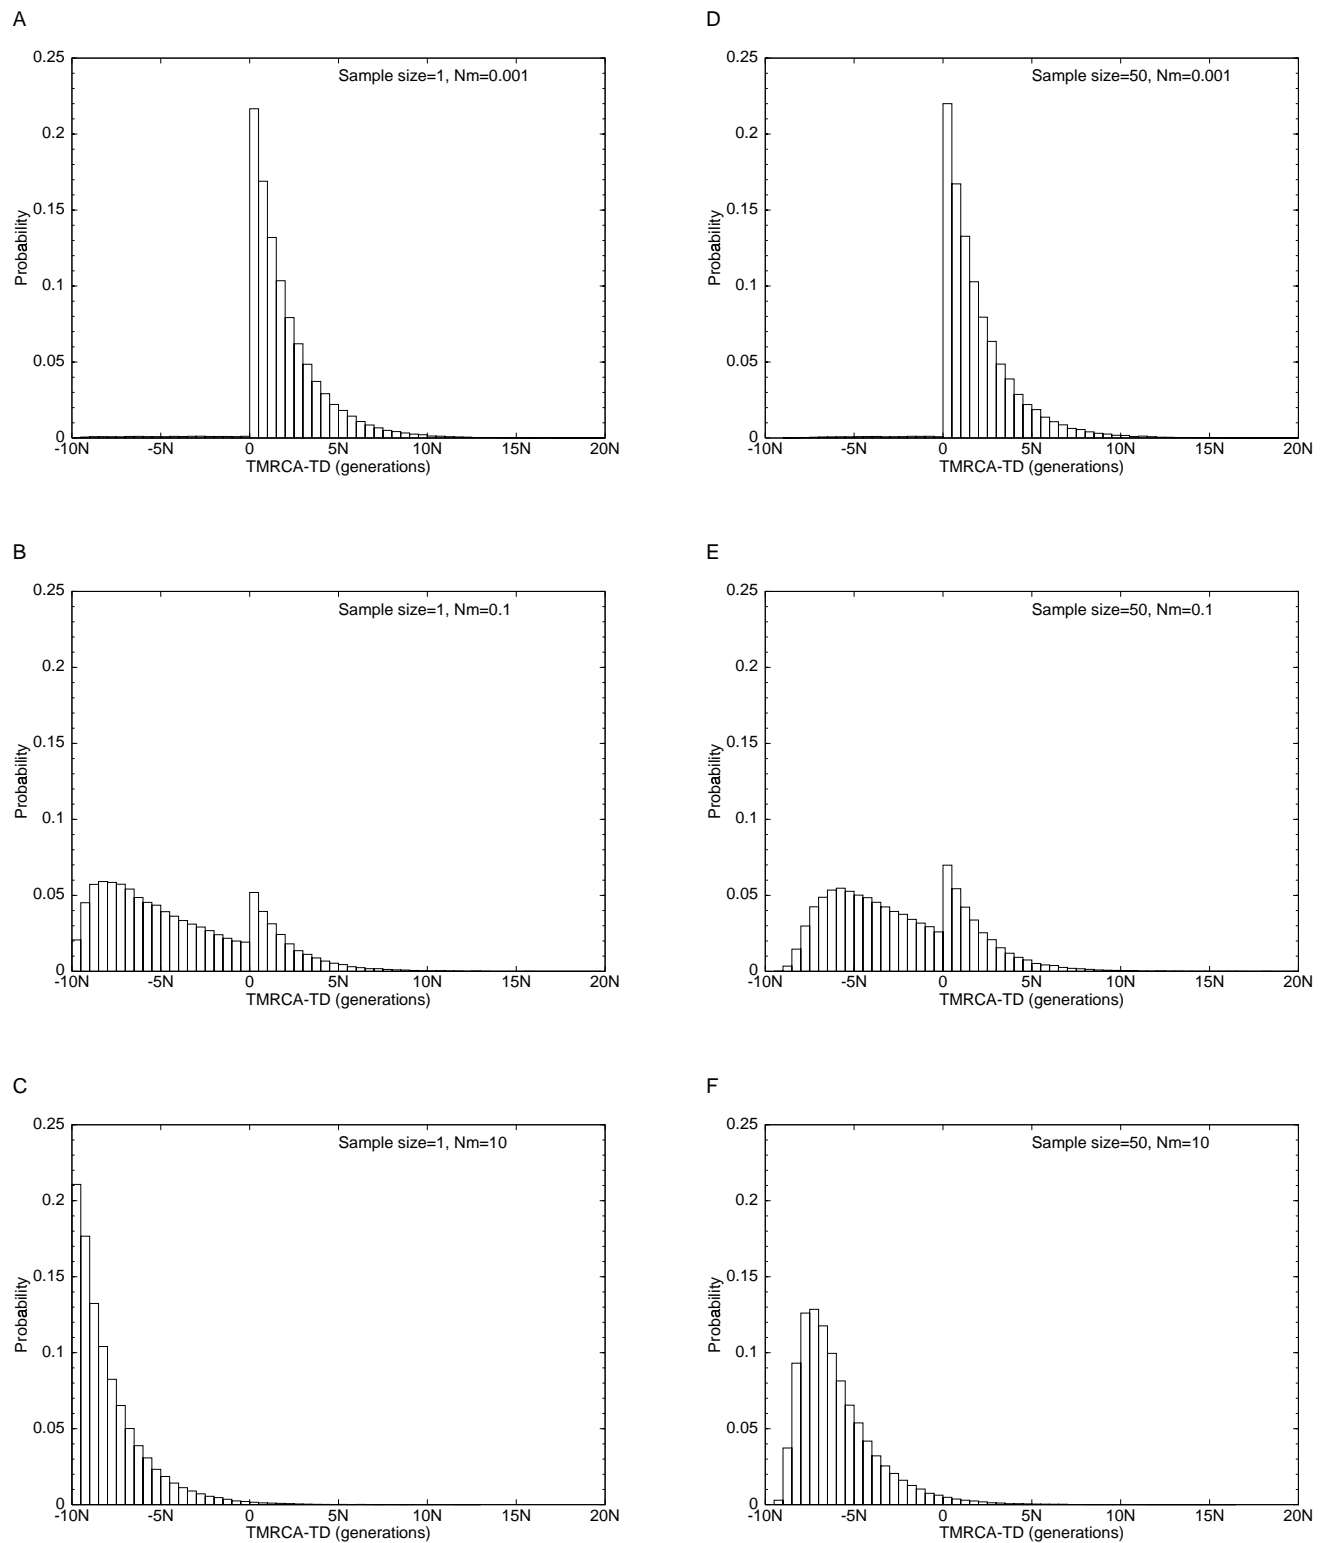 A
0.25
0.2
0.15
0.1
0.05
0
Probability
Sample size=1, Nm=0.001
-10N -5N 0 5N 10N 15N 20N
TMRCA-TD (generations)
D
0.25
0.2
0.15
0.1
0.05
0
Probability
Sample size=50, Nm=0.001
-10N -5N 0 5N 10N 15N 20N
TMRCA-TD (generations)
B
0.25
0.2
0.15
0.1
0.05
0
Probability
Sample size=1, Nm=0.1
-10N -5N 0 5N 10N 15N 20N
TMRCA-TD (generations)
E
0.25
0.2
0.15
0.1
0.05
0
Probability
Sample size=50, Nm=0.1
-10N -5N 0 5N 10N 15N 20N
TMRCA-TD (generations)
C
0.25
0.2
0.15
0.1
0.05
0
Probability
Sample size=1, Nm=10
-10N -5N 0 5N 10N 15N 20N
TMRCA-TD (generations)
F
0.25
0.2
0.15
0.1
0.05
0
Probability
Sample size=50, Nm=10
-10N -5N 0 5N 10N 15N 20N
TMRCA-TD (generations)